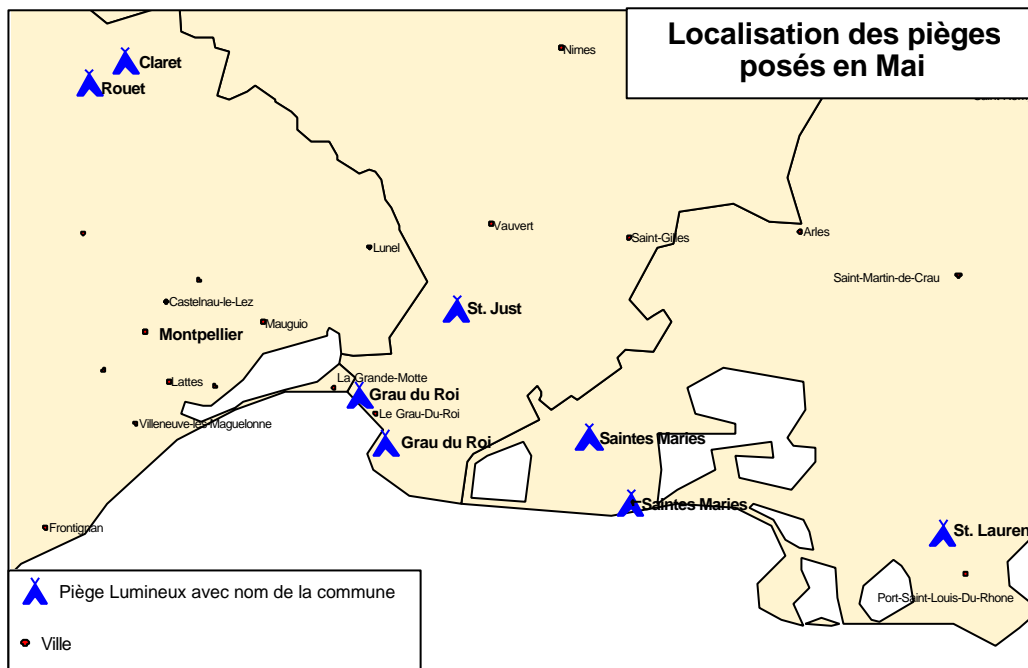 Localisation des pièges
posés en Mai
Claret
Rouet
Nimes
Vauvert
Saint-Gilles
Arles
Lunel
Saint-Martin-de-Crau
Castelnau-le-Lez
St. Just
Mauguio
Montpellier
La Grande-Motte
Lattes
Grau du Roi
Le Grau-Du-Roi
Villeneuve-les Maguelonne
Grau du Roi
Saintes Maries
Saintes Maries
Frontignan
St. Lauren
Port-Saint-Louis-Du-Rhone
Piège Lumineux avec nom de la commune
Ville